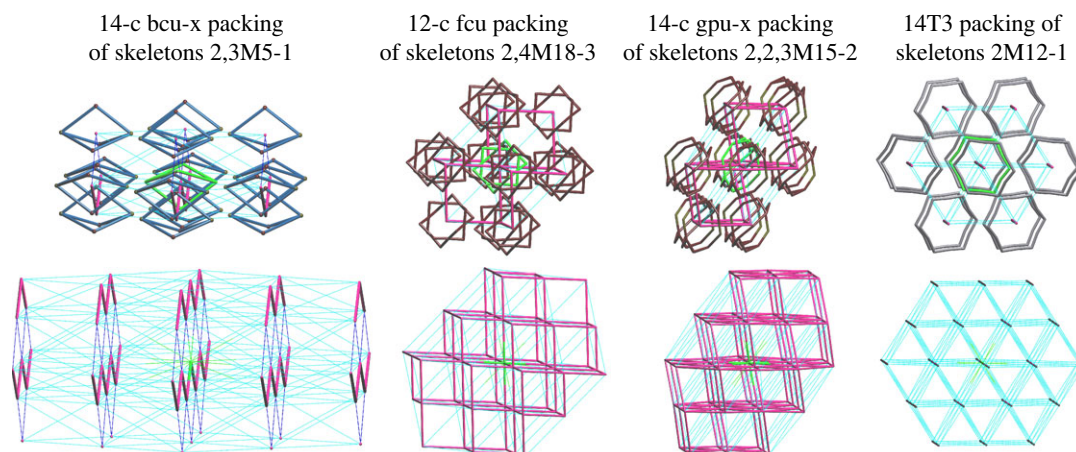 14-c bcu-x packing
of skeletons 2,3M5-1
12-c fcu packing
of skeletons 2,4M18-3
14-c gpu-x packing
of skeletons 2,2,3M15-2
14T3 packing of
skeletons 2M12-1